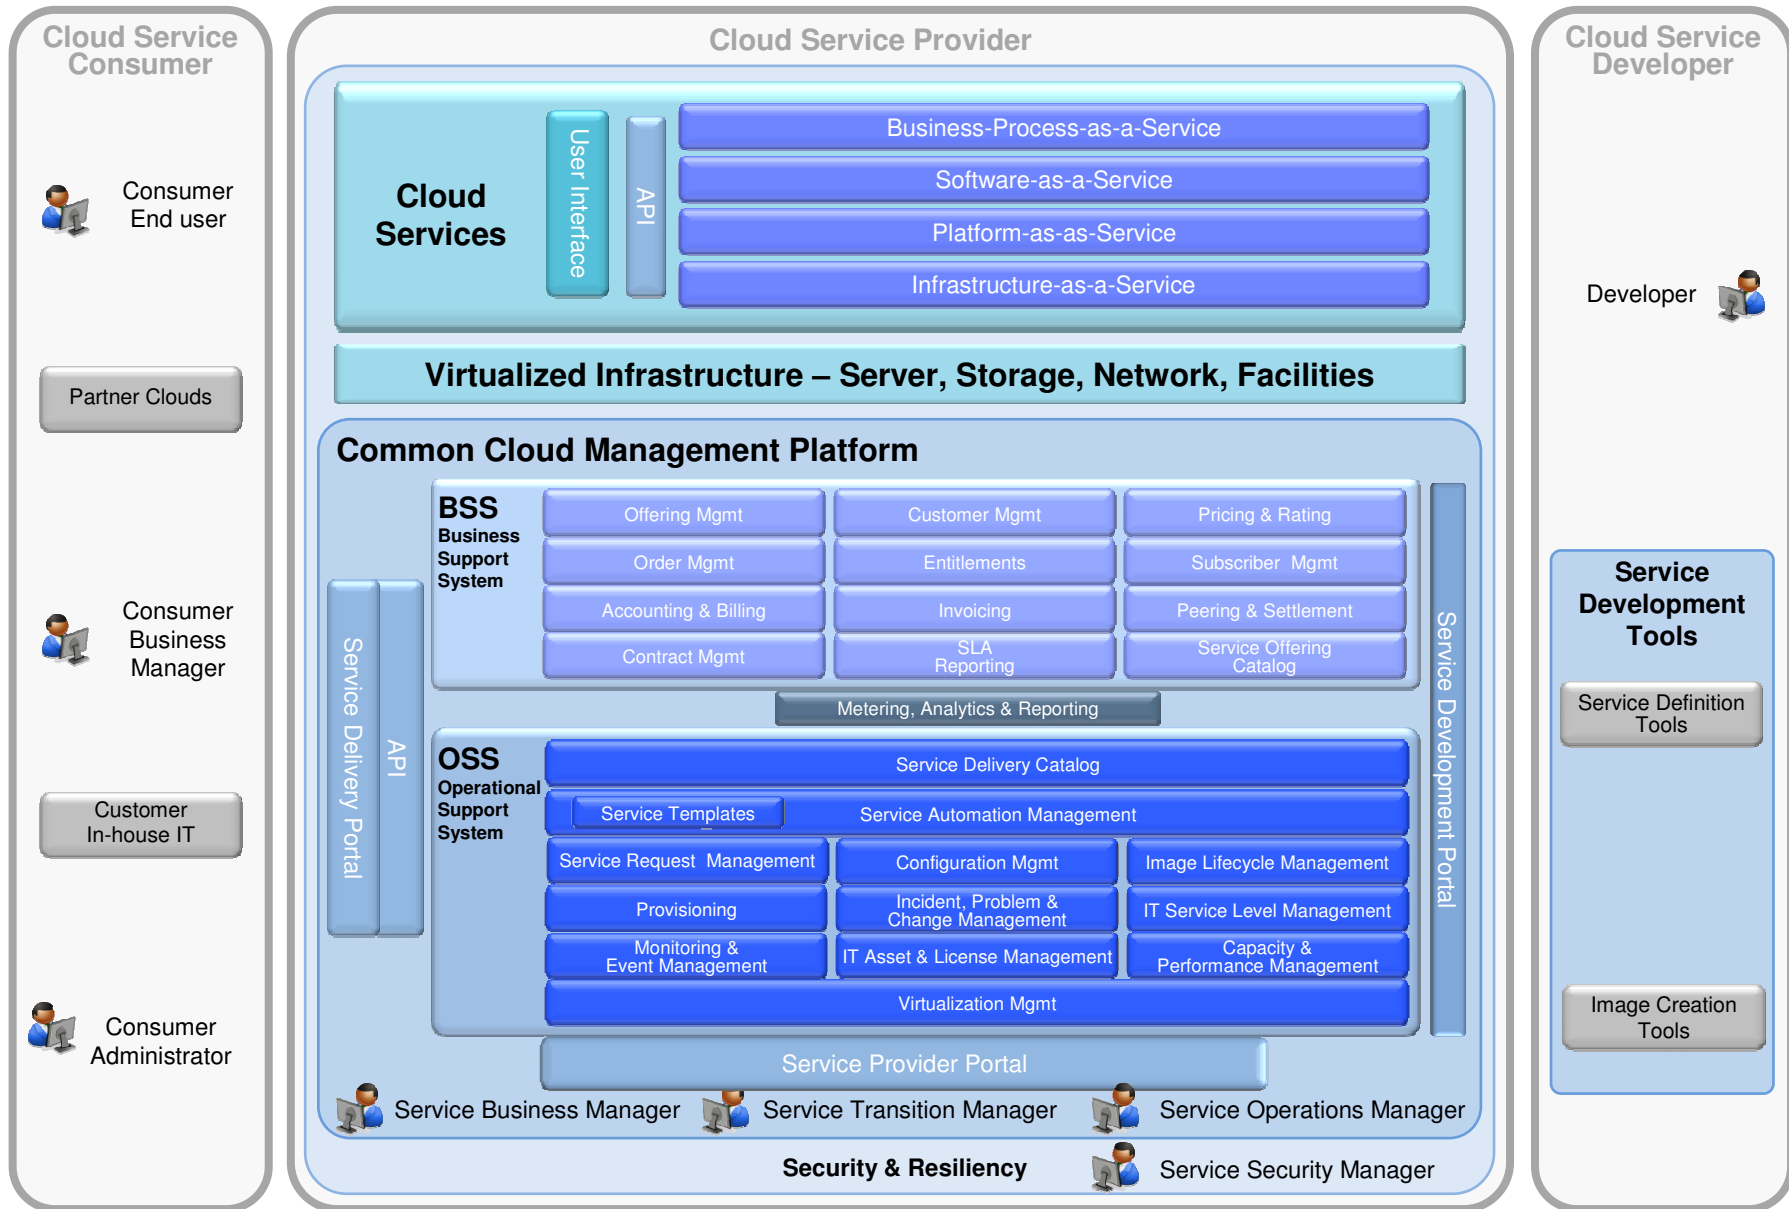 Cloud Service
Consumer
Consumer
End user
Partner Clouds
Consumer
Business
Manager
Customer
In-house IT
Consumer
Administrator
Cloud Service Provider
Cloud
Services
User Interface
API
Business-Process-as-a-Service
Software-as-a-Service
Platform-as-as-Service
Infrastructure-as-a-Service
Virtualized Infrastructure – Server, Storage, Network, Facilities
Common Cloud Management Platform
Service Delivery Portal
API
BSS
Business
Support
System
Offering Mgmt
Customer Mgmt
Pricing & Rating
Order Mgmt
Entitlements
Subscriber Mgmt
Accounting & Billing
Invoicing
Peering & Settlement
Contract Mgmt
SLA
Reporting
Service Offering
Catalog
Metering, Analytics & Reporting
OSS
Operational
Support
System
Service Delivery Catalog
Service Templates
Service Automation Management
Service Request Management
Configuration Mgmt
Image Lifecycle Management
Provisioning
Incident, Problem &
Change Management
IT Service Level Management
Monitoring &
Event Management
IT Asset & License Management
Capacity &
Performance Management
Virtualization Mgmt
Service Development Portal
Service Provider Portal
Service Business Manager
Service Transition Manager
Service Operations Manager
Security & Resiliency
Service Security Manager
Cloud Service
Developer
Developer
Service
Development
Tools
Service Definition
Tools
Image Creation
Tools